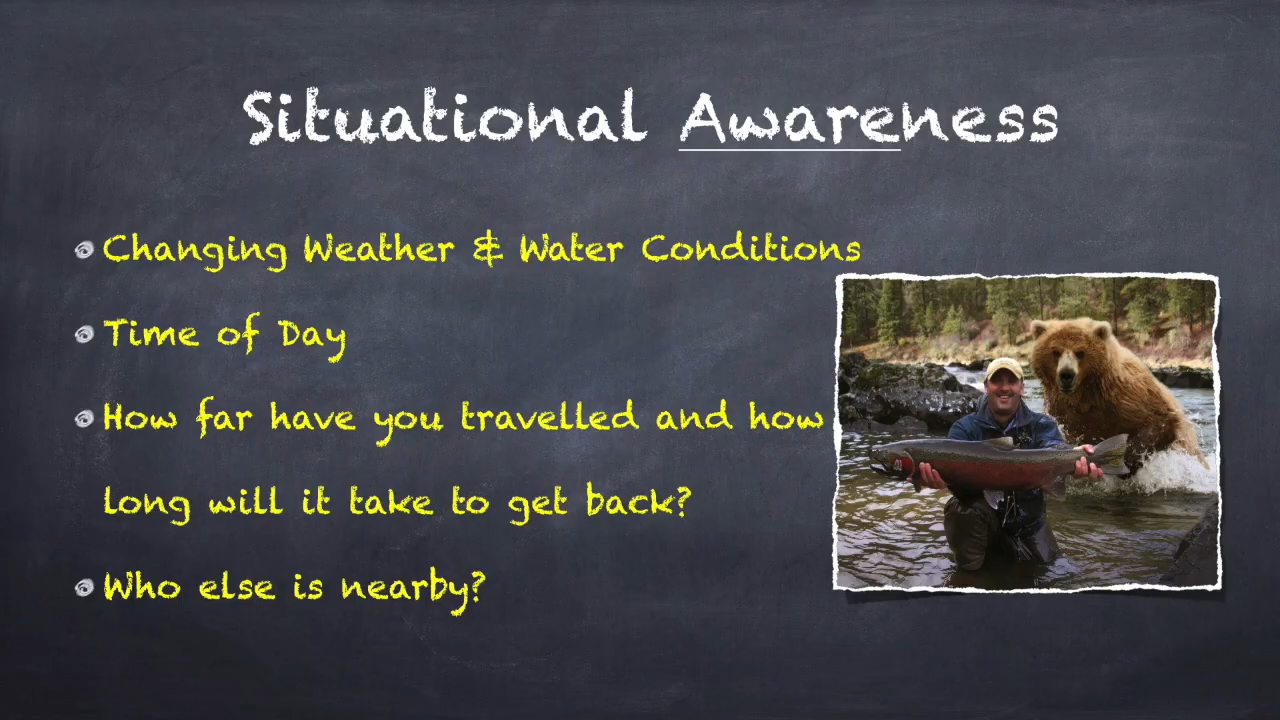 Situational Awareness
Changing Weather & Water Conditions
Time of Day
How far have you travelled and how
long will it take to get back?
Who else is nearby?